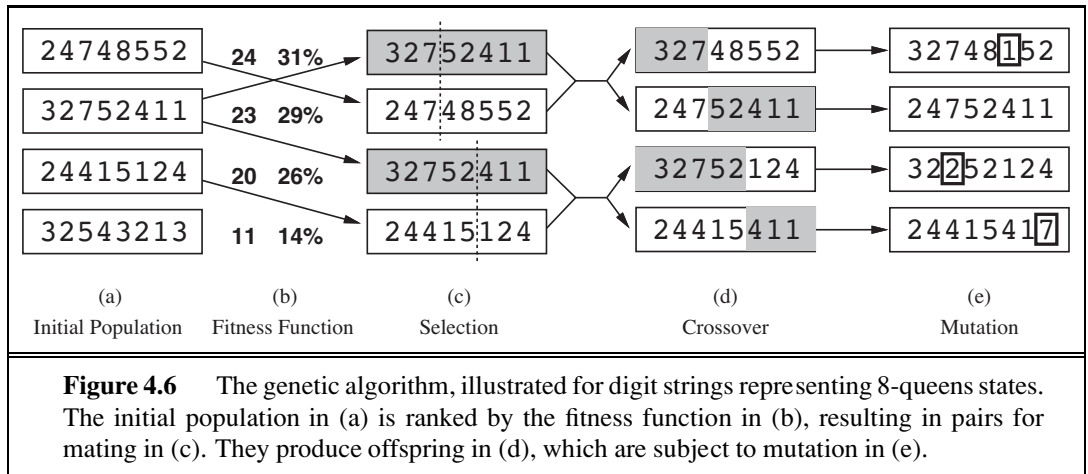 24748552 24 31% 32752411 32748552 32748152
32752411 23 29% 24748552 24752411 24752411
24415124 20 26% 32752411 32752124 32252124
32543213 11 14% 24415124 24415411 24415417
(a) (b) (c) (d) (e)
Initial Population Fitness Function Selection Crossover Mutation
Figure 4.6 The genetic algorithm, illustrated for digit strings representing 8-queens states.
The initial population in (a) is ranked by the fitness function in (b), resulting in pairs for
mating in (c). They produce offspring in (d), which are subject to mutation in (e).